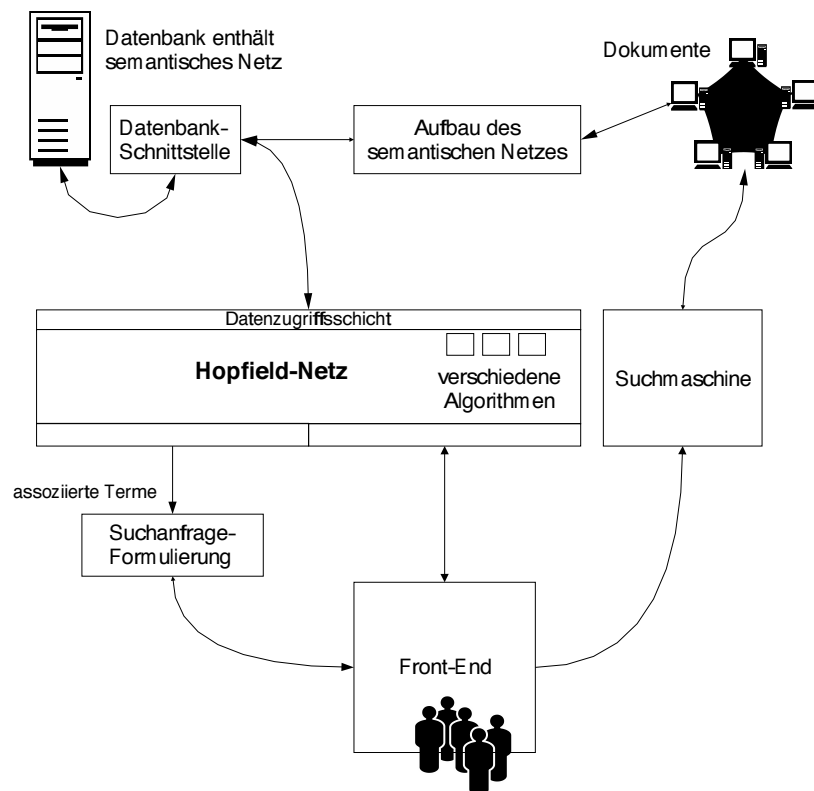 Datenbank enthält
semantisches Netz
Dokumente
Datenbank-
Schnittstelle
Aufbau des
semantischen Netzes
Datenzugriffsschicht
Hopfield-Netz
verschiedene
Algorithmen
Suchmaschine
assoziierte Terme
Suchanfrage-
Formulierung
Front-End